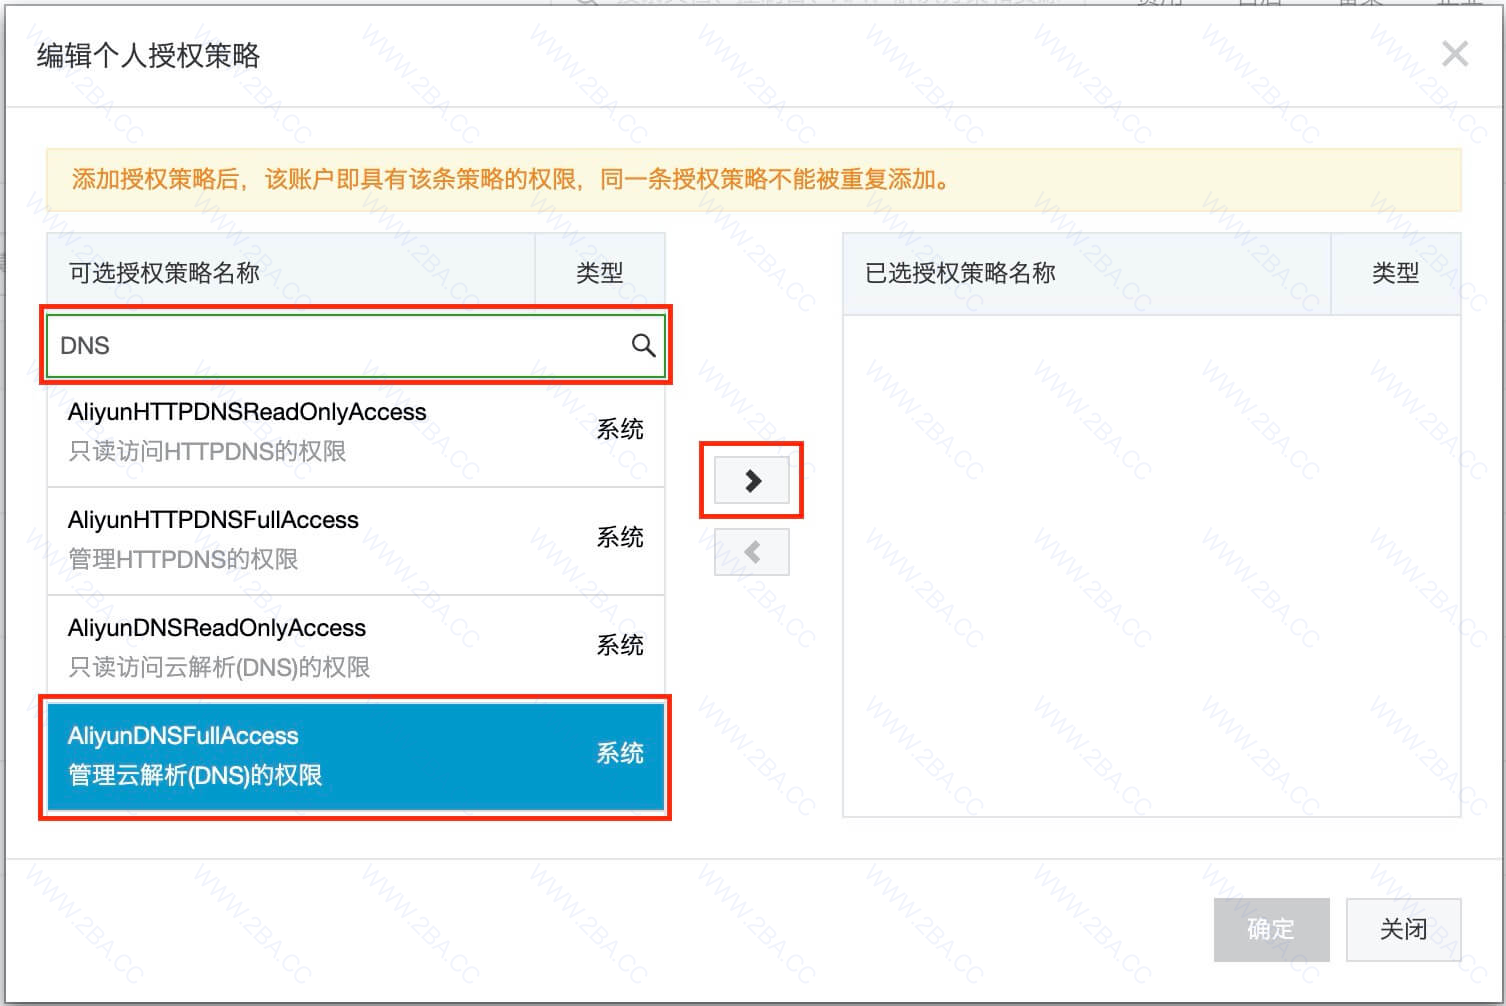 编辑个人授权策略
添加授权策略后，该账户即具有该条策略的权限，同一条授权策略不能被重复添加。
可选授权策略名称 类型
DNS
AliyunHTTPDNSReadOnlyAccess
只读访问HTTPDNS的权限
系统
AliyunHTTPDNSFullAccess
管理HTTPDNS的权限
系统
AliyunDNSReadOnlyAccess
只读访问云解析(DNS)的权限
系统
AliyunDNSFullAccess
管理云解析(DNS)的权限
系统
已选授权策略名称 类型
确定 关闭
WWW.2BA.CC